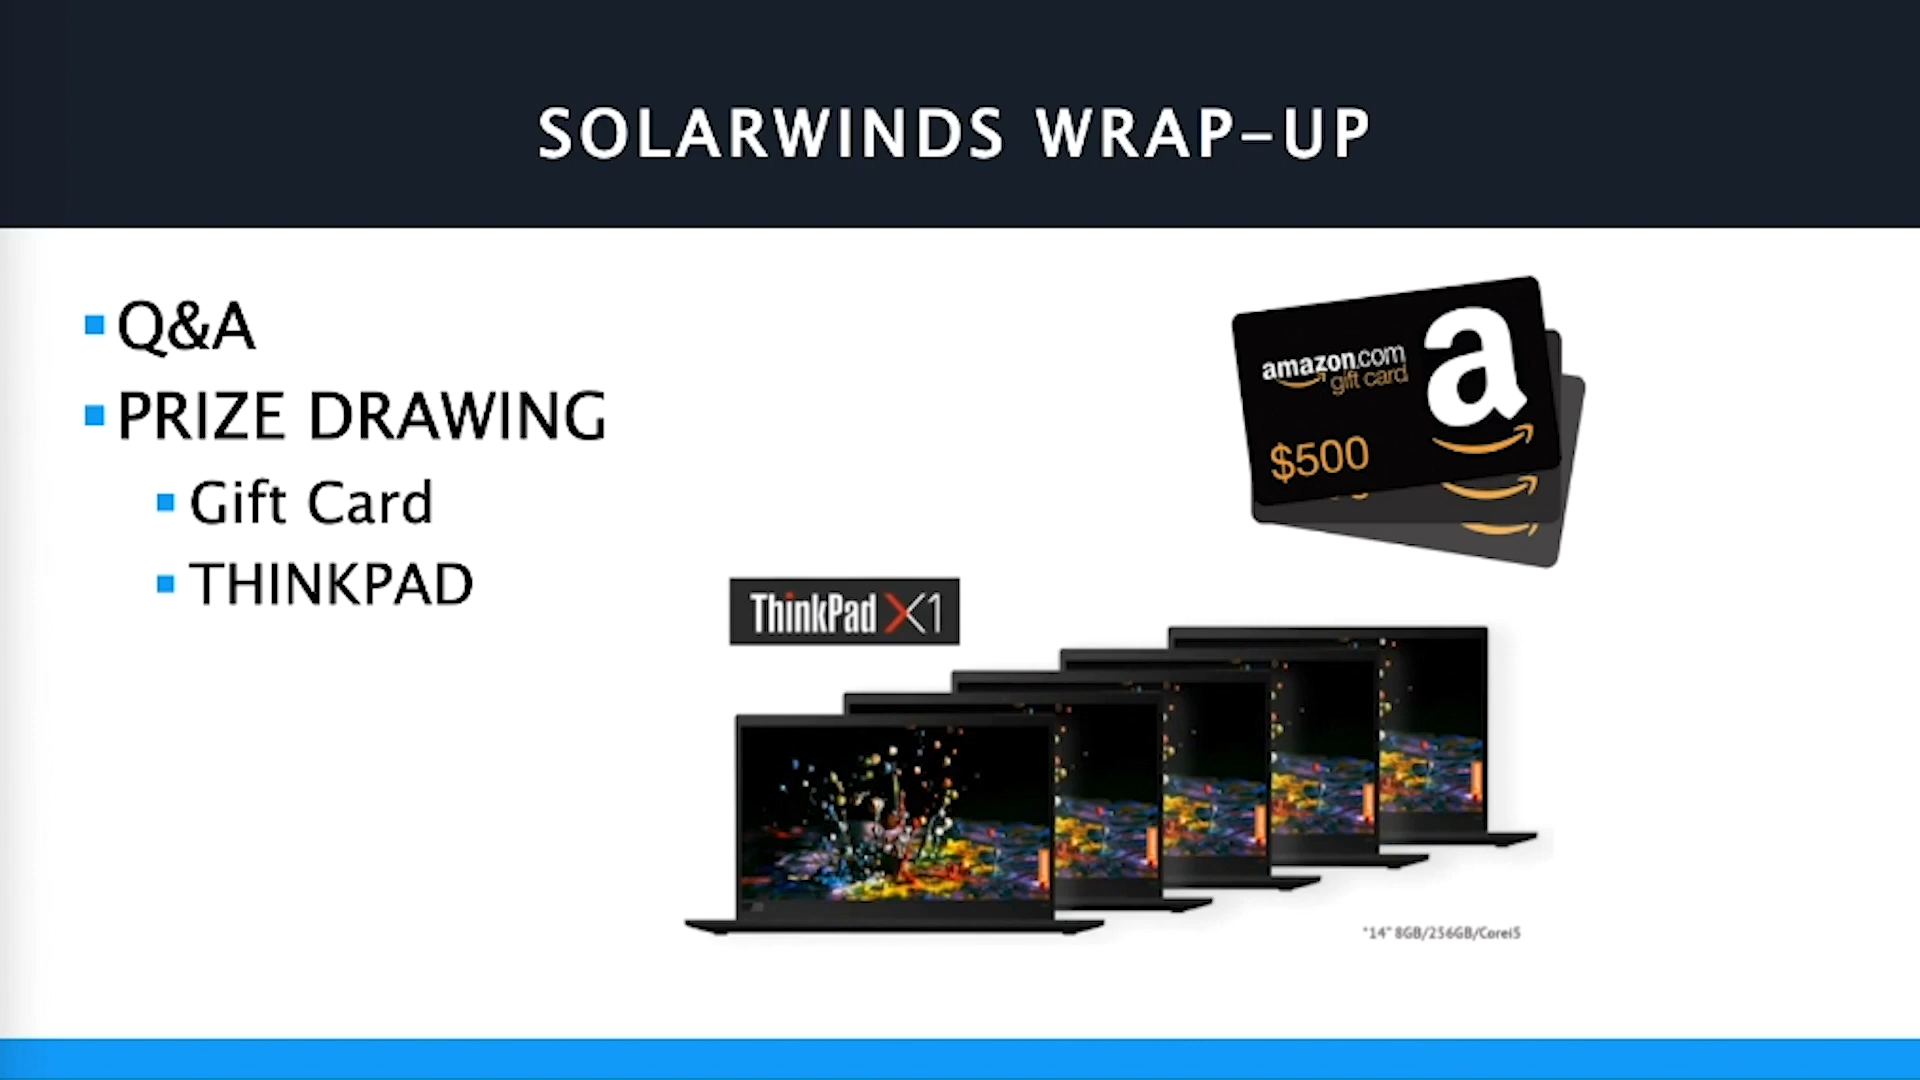 SOLARWINDS WRAP-UP
Q&A
PRIZE DRAWING
Gift Card
THINKPAD
amazon.com
gift card
a
$500
ThinkPad X1
*14" 8GB/256GB/Corei5